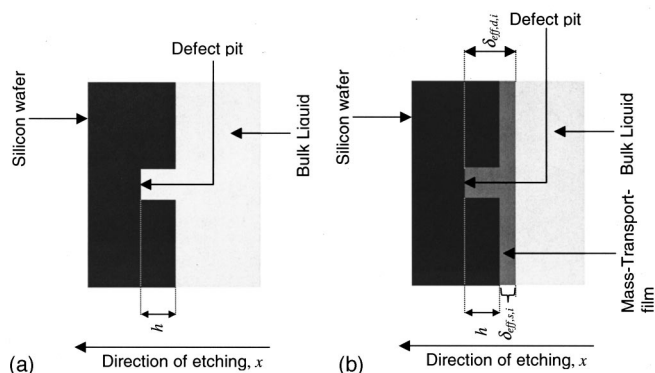 Silicon wafer
Defect pit
Bulk Liquid
h
(a)
Direction of etching, x
δeff,d,i
Silicon wafer
Defect pit
Bulk Liquid
Mass-Transport-
film
h
δeff,s,i
(b)
Direction of etching, x